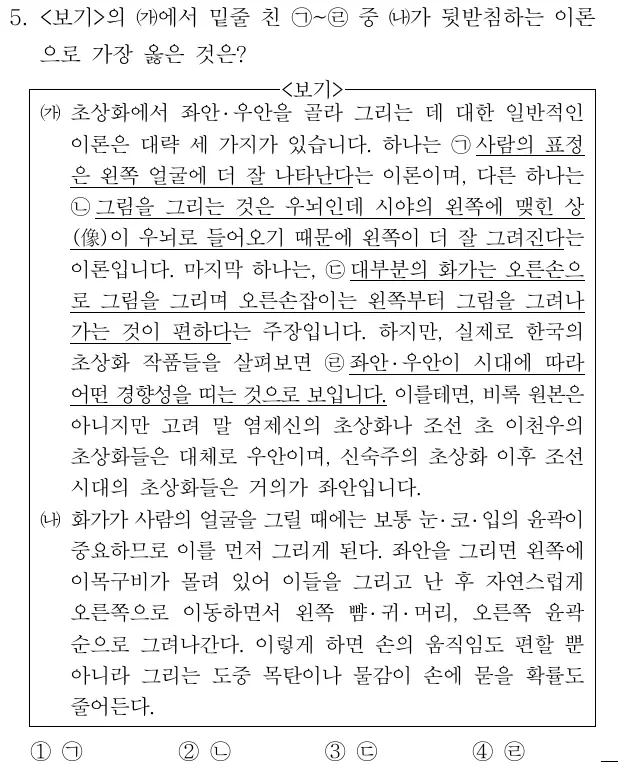 5. <보기>의 ㈎에서 밑줄 친 ㉠~㉣ 중 ㈏가 뒷받침하는 이론
으로 가장 옳은 것은?
<보기>
㈎ 초상화에서 좌안·우안을 골라 그리는 데 대한 일반적인
이론은 대략 세 가지가 있습니다. 하나는 ㉠ 사람의 표정
은 왼쪽 얼굴에 더 잘 나타난다는 이론이며, 다른 하나는
㉡ 그림을 그리는 것은 우뇌인데 시야의 왼쪽에 맺힌 상
(像)이 우뇌로 들어오기 때문에 왼쪽이 더 잘 그려진다는
이론입니다. 마지막 하나는, ㉢ 대부분의 화가는 오른손으
로 그림을 그리며 오른손잡이는 왼쪽부터 그림을 그려나
가는 것이 편하다는 주장입니다. 하지만, 실제로 한국의
초상화 작품들을 살펴보면 ㉣ 좌안·우안이 시대에 따라
어떤 경향성을 띠는 것으로 보입니다. 이를테면, 비록 원본은
아니지만 고려 말 염제신의 초상화나 조선 초 이천우의
초상화들은 대체로 우안이며, 신숙주의 초상화 이후 조선
시대의 초상화들은 거의가 좌안입니다.
㈏ 화가가 사람의 얼굴을 그릴 때에는 보통 눈·코·입의 윤곽이
중요하므로 이를 먼저 그리게 된다. 좌안을 그리면 왼쪽에
이목구비가 몰려 있어 이들을 그리고 난 후 자연스럽게
오른쪽으로 이동하면서 왼쪽 뺨·귀·머리, 오른쪽 윤곽
순으로 그려나간다. 이렇게 하면 손의 움직임도 편할 뿐
아니라 그리는 도중 목탄이나 물감이 손에 묻을 확률도
줄어든다.
① ㉠ ② ㉡ ③ ㉢ ④ ㉣